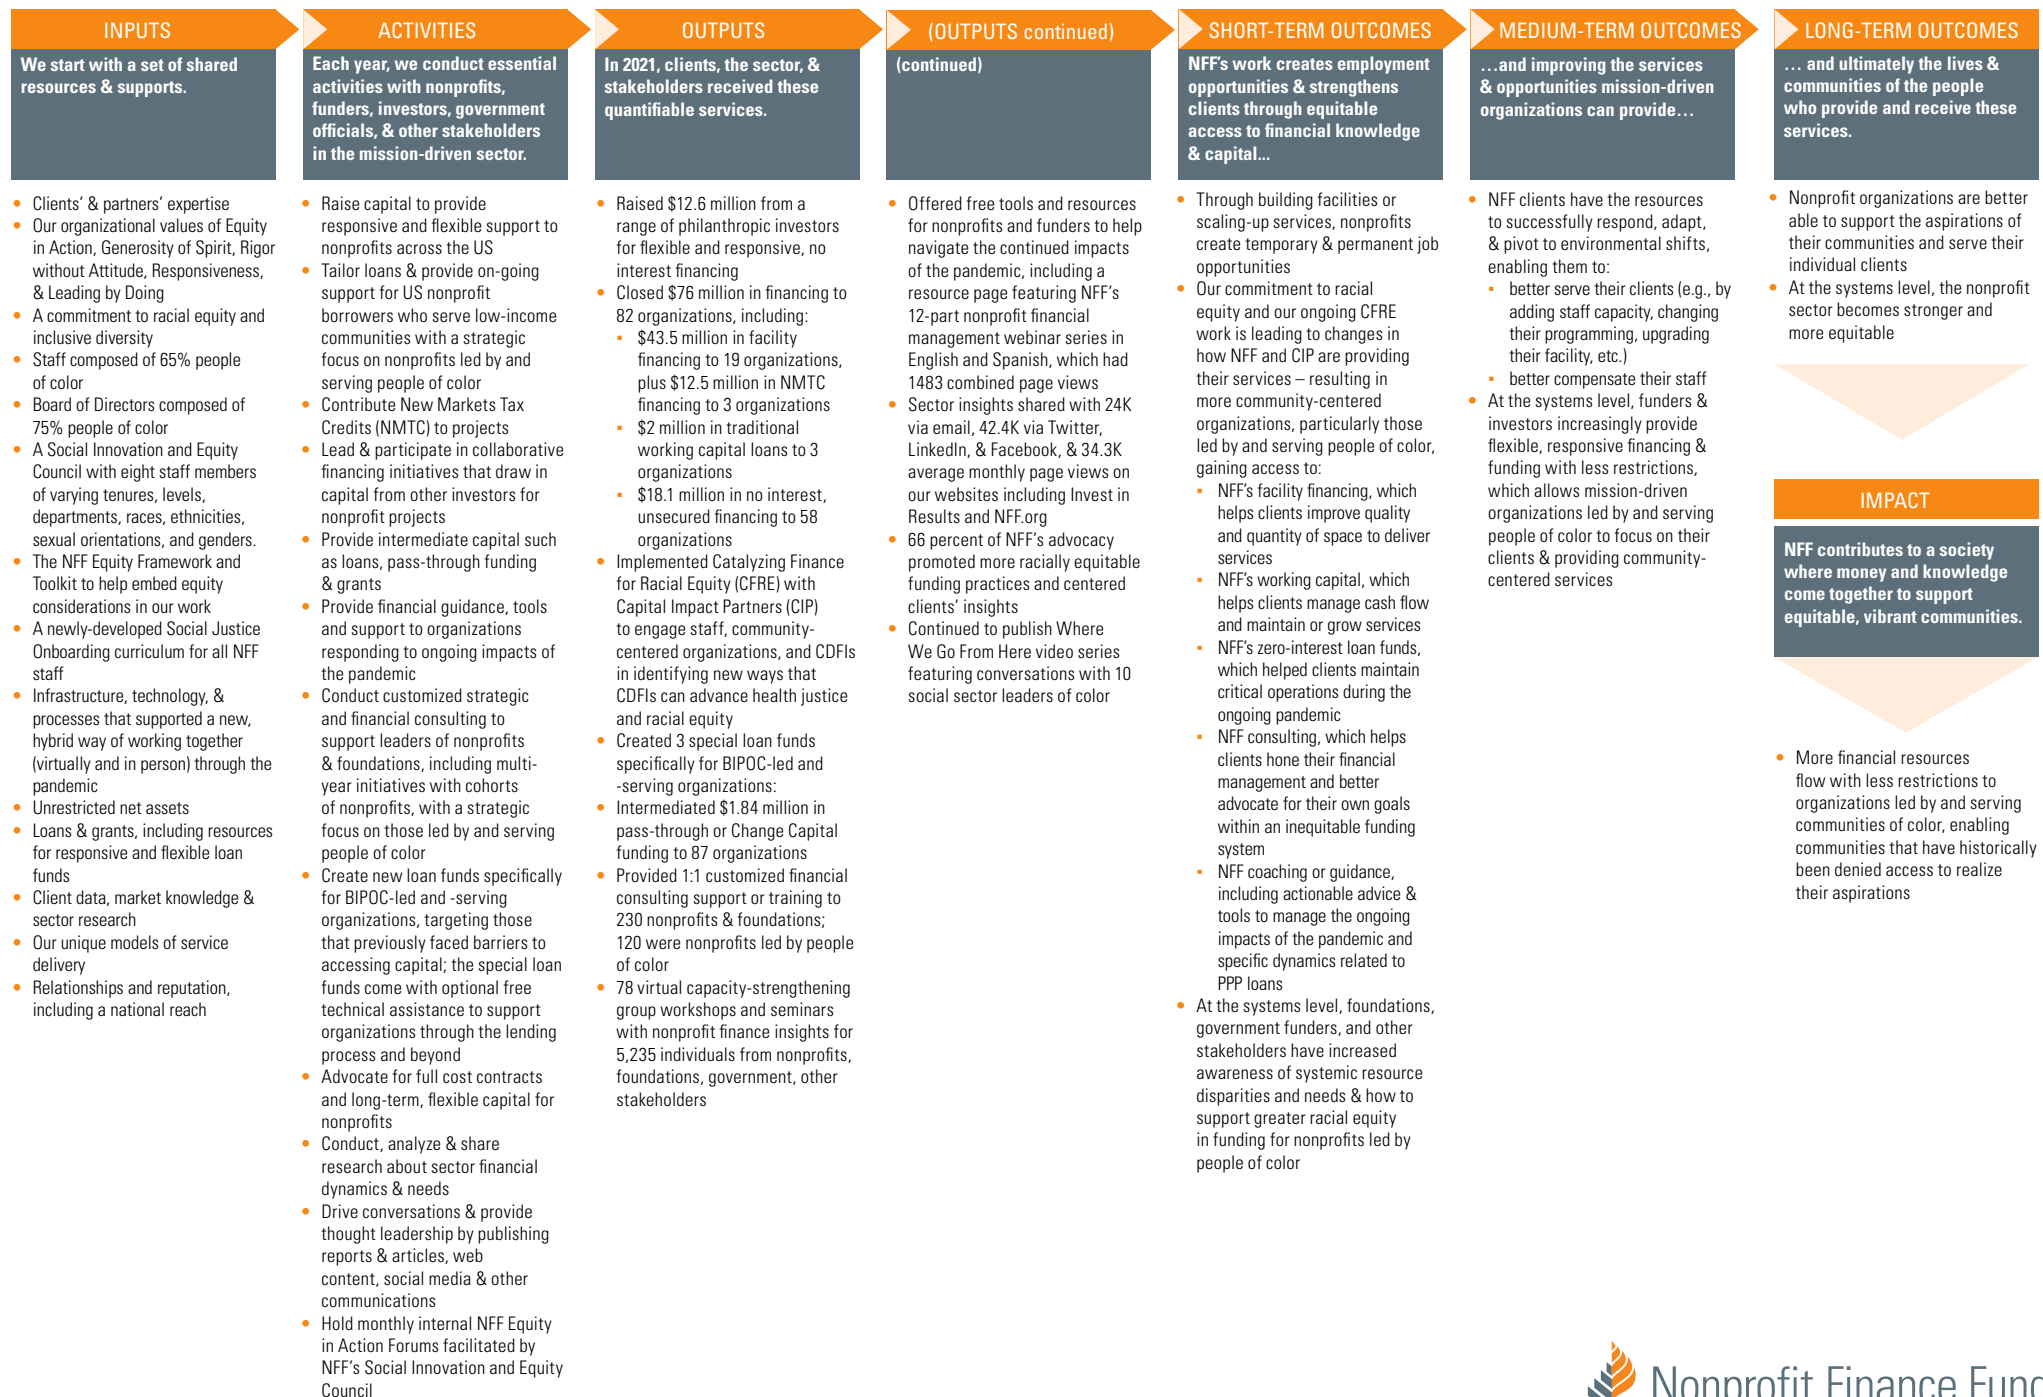 INPUTS
We start with a set of shared
resources & supports.
• Clients’ & partners’ expertise
• Our organizational values of Equity
in Action, Generosity of Spirit, Rigor
without Attitude, Responsiveness,
& Leading by Doing
• A commitment to racial equity and
inclusive diversity
• Staff composed of 65% people
of color
• Board of Directors composed of
75% people of color
• A Social Innovation and Equity
Council with eight staff members
of varying tenures, levels,
departments, races, ethnicities,
sexual orientations, and genders.
• The NFF Equity Framework and
Toolkit to help embed equity
considerations in our work
• A newly-developed Social Justice
Onboarding curriculum for all NFF
staff
• Infrastructure, technology, &
processes that supported a new,
hybrid way of working together
(virtually and in person) through the
pandemic
• Unrestricted net assets
• Loans & grants, including resources
for responsive and flexible loan
funds
• Client data, market knowledge &
sector research
• Our unique models of service
delivery
• Relationships and reputation,
including a national reach
ACTIVITIES
Each year, we conduct essential
activities with nonprofits,
funders, investors, government
officials, & other stakeholders
in the mission-driven sector.
• Raise capital to provide
responsive and flexible support to
nonprofits across the US
• Tailor loans & provide on-going
support for US nonprofit
borrowers who serve low-income
communities with a strategic
focus on nonprofits led by and
serving people of color
• Contribute New Markets Tax
Credits (NMTC) to projects
• Lead & participate in collaborative
financing initiatives that draw in
capital from other investors for
nonprofit projects
• Provide intermediate capital such
as loans, pass-through funding
& grants
• Provide financial guidance, tools
and support to organizations
responding to ongoing impacts of
the pandemic
• Conduct customized strategic
and financial consulting to
support leaders of nonprofits
& foundations, including multi-
year initiatives with cohorts
of nonprofits, with a strategic
focus on those led by and serving
people of color
• Create new loan funds specifically
for BIPOC-led and -serving
organizations, targeting those
that previously faced barriers to
accessing capital; the special loan
funds come with optional free
technical assistance to support
organizations through the lending
process and beyond
• Advocate for full cost contracts
and long-term, flexible capital for
nonprofits
• Conduct, analyze & share
research about sector financial
dynamics & needs
• Drive conversations & provide
thought leadership by publishing
reports & articles, web
content, social media & other
communications
• Hold monthly internal NFF Equity
in Action Forums facilitated by
NFF’s Social Innovation and Equity
Council
OUTPUTS
In 2021, clients, the sector, &
stakeholders received these
quantifiable services.
• Raised $12.6 million from a
range of philanthropic investors
for flexible and responsive, no
interest financing
• Closed $76 million in financing to
82 organizations, including:
▪ $43.5 million in facility
financing to 19 organizations,
plus $12.5 million in NMTC
financing to 3 organizations
▪ $2 million in traditional
working capital loans to 3
organizations
▪ $18.1 million in no interest,
unsecured financing to 58
organizations
• Implemented Catalyzing Finance
for Racial Equity (CFRE) with
Capital Impact Partners (CIP)
to engage staff, community-
centered organizations, and CDFIs
in identifying new ways that
CDFIs can advance health justice
and racial equity
• Created 3 special loan funds
specifically for BIPOC-led and
-serving organizations:
• Intermediated $1.84 million in
pass-through or Change Capital
funding to 87 organizations
• Provided 1:1 customized financial
consulting support or training to
230 nonprofits & foundations;
120 were nonprofits led by people
of color
• 78 virtual capacity-strengthening
group workshops and seminars
with nonprofit finance insights for
5,235 individuals from nonprofits,
foundations, government, other
stakeholders
(OUTPUTS continued)
(continued)
• Offered free tools and resources
for nonprofits and funders to help
navigate the continued impacts
of the pandemic, including a
resource page featuring NFF’s
12-part nonprofit financial
management webinar series in
English and Spanish, which had
1483 combined page views
• Sector insights shared with 24K
via email, 42.4K via Twitter,
LinkedIn, & Facebook, & 34.3K
average monthly page views on
our websites including Invest in
Results and NFF.org
• 66 percent of NFF’s advocacy
promoted more racially equitable
funding practices and centered
clients’ insights
• Continued to publish Where
We Go From Here video series
featuring conversations with 10
social sector leaders of color
SHORT-TERM OUTCOMES
NFF’s work creates employment
opportunities & strengthens
clients through equitable
access to financial knowledge
& capital...
• Through building facilities or
scaling-up services, nonprofits
create temporary & permanent job
opportunities
• Our commitment to racial
equity and our ongoing CFRE
work is leading to changes in
how NFF and CIP are providing
their services – resulting in
more community-centered
organizations, particularly those
led by and serving people of color,
gaining access to:
▪ NFF’s facility financing, which
helps clients improve quality
and quantity of space to deliver
services
▪ NFF’s working capital, which
helps clients manage cash flow
and maintain or grow services
▪ NFF’s zero-interest loan funds,
which helped clients maintain
critical operations during the
ongoing pandemic
▪ NFF consulting, which helps
clients hone their financial
management and better
advocate for their own goals
within an inequitable funding
system
▪ NFF coaching or guidance,
including actionable advice &
tools to manage the ongoing
impacts of the pandemic and
specific dynamics related to
PPP loans
• At the systems level, foundations,
government funders, and other
stakeholders have increased
awareness of systemic resource
disparities and needs & how to
support greater racial equity
in funding for nonprofits led by
people of color
MEDIUM-TERM OUTCOMES
…and improving the services
& opportunities mission-driven
organizations can provide…
• NFF clients have the resources
to successfully respond, adapt,
& pivot to environmental shifts,
enabling them to:
▪ better serve their clients (e.g., by
adding staff capacity, changing
their programming, upgrading
their facility, etc.)
▪ better compensate their staff
• At the systems level, funders &
investors increasingly provide
flexible, responsive financing &
funding with less restrictions,
which allows mission-driven
organizations led by and serving
people of color to focus on their
clients & providing community-
centered services
LONG-TERM OUTCOMES
… and ultimately the lives &
communities of the people
who provide and receive these
services.
• Nonprofit organizations are better
able to support the aspirations of
their communities and serve their
individual clients
• At the systems level, the nonprofit
sector becomes stronger and
more equitable
IMPACT
NFF contributes to a society
where money and knowledge
come together to support
equitable, vibrant communities.
• More financial resources
flow with less restrictions to
organizations led by and serving
communities of color, enabling
communities that have historically
been denied access to realize
their aspirations
Nonprofit Finance Fund